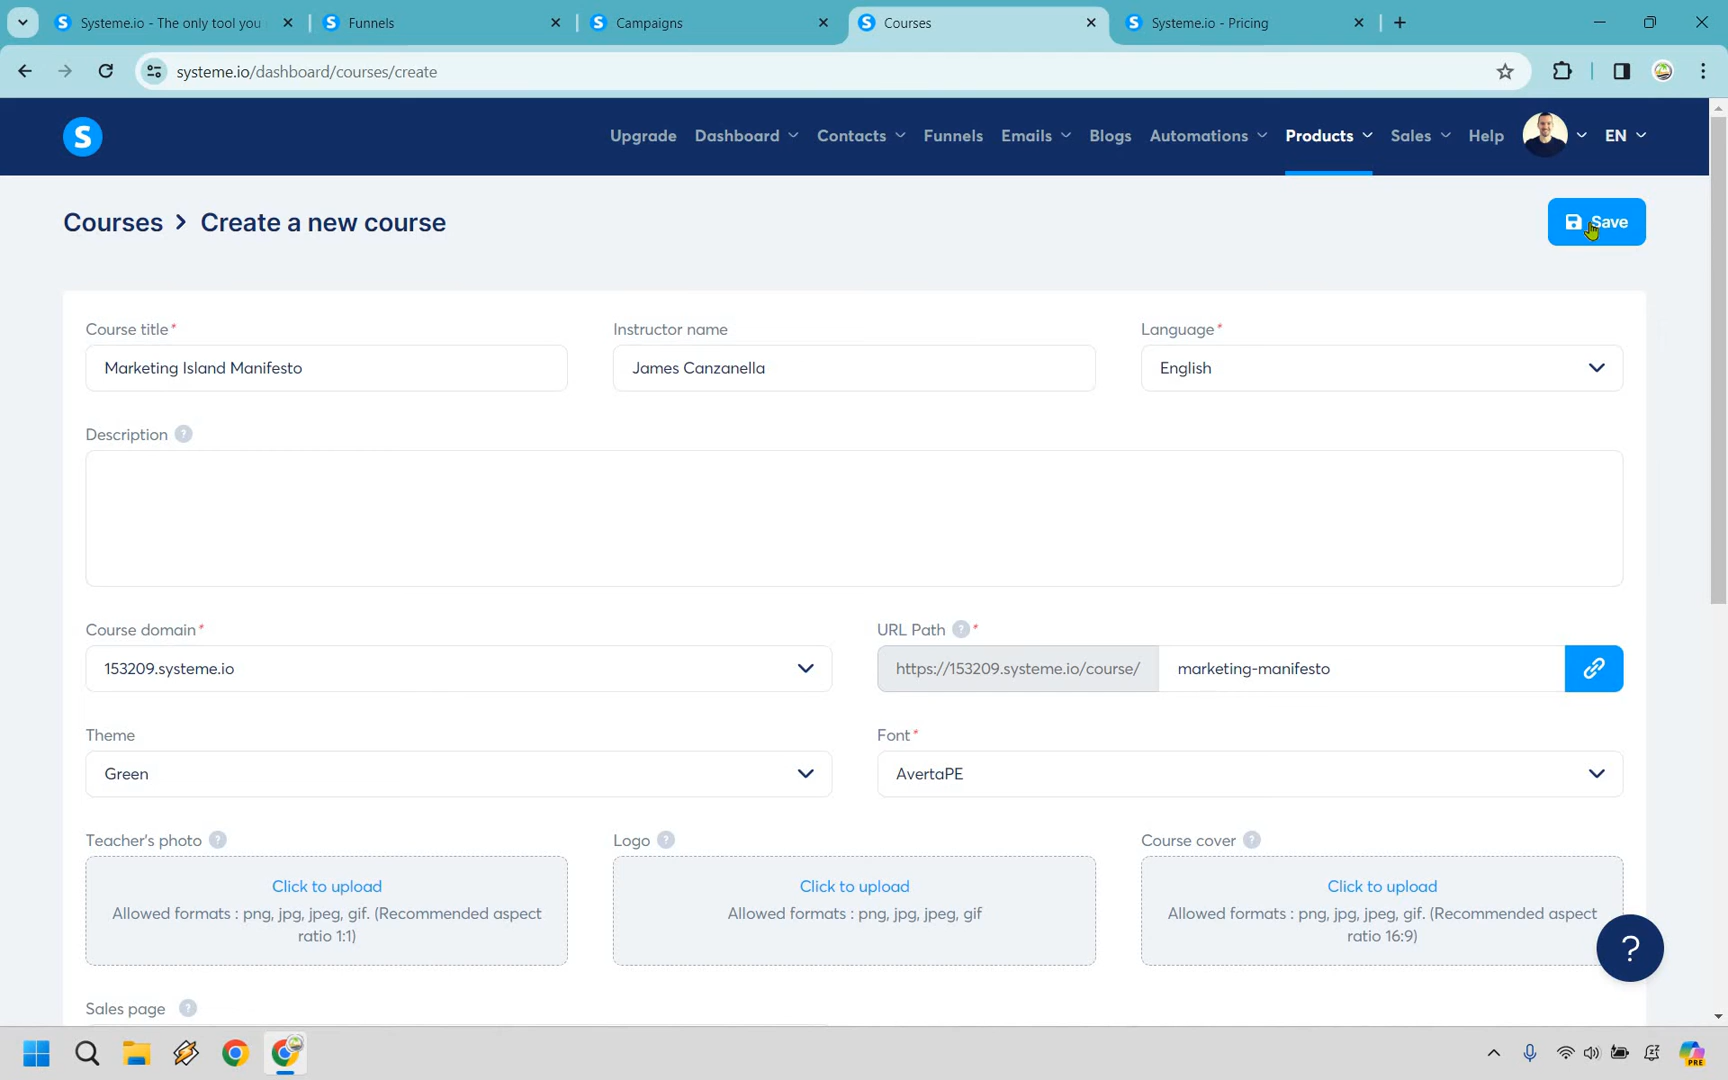 Systeme.io - The only tool you
Funnels
Campaigns
Courses
Systeme.io - Pricing
systeme.io/dashboard/courses/create
S
Upgrade Dashboard Contacts Funnels Emails Blogs Automations Products Sales Help EN
Courses > Create a new course
Save
Course title*
Instructor name
Language*
Marketing Island Manifesto
James Canzanella
English
Description ?
Course domain*
URL Path ? *
153209.systeme.io
https://153209.systeme.io/course/
marketing-manifesto
Theme
Font*
Green
AvertaPE
Teacher's photo ?
Logo ?
Course cover ?
Click to upload
Allowed formats : png, jpg, jpeg, gif. (Recommended aspect
ratio 1:1)
Click to upload
Allowed formats : png, jpg, jpeg, gif
Click to upload
Allowed formats : png, jpg, jpeg, gif. (Recommended aspect
ratio 16:9)
?
Sales page ?
PRE